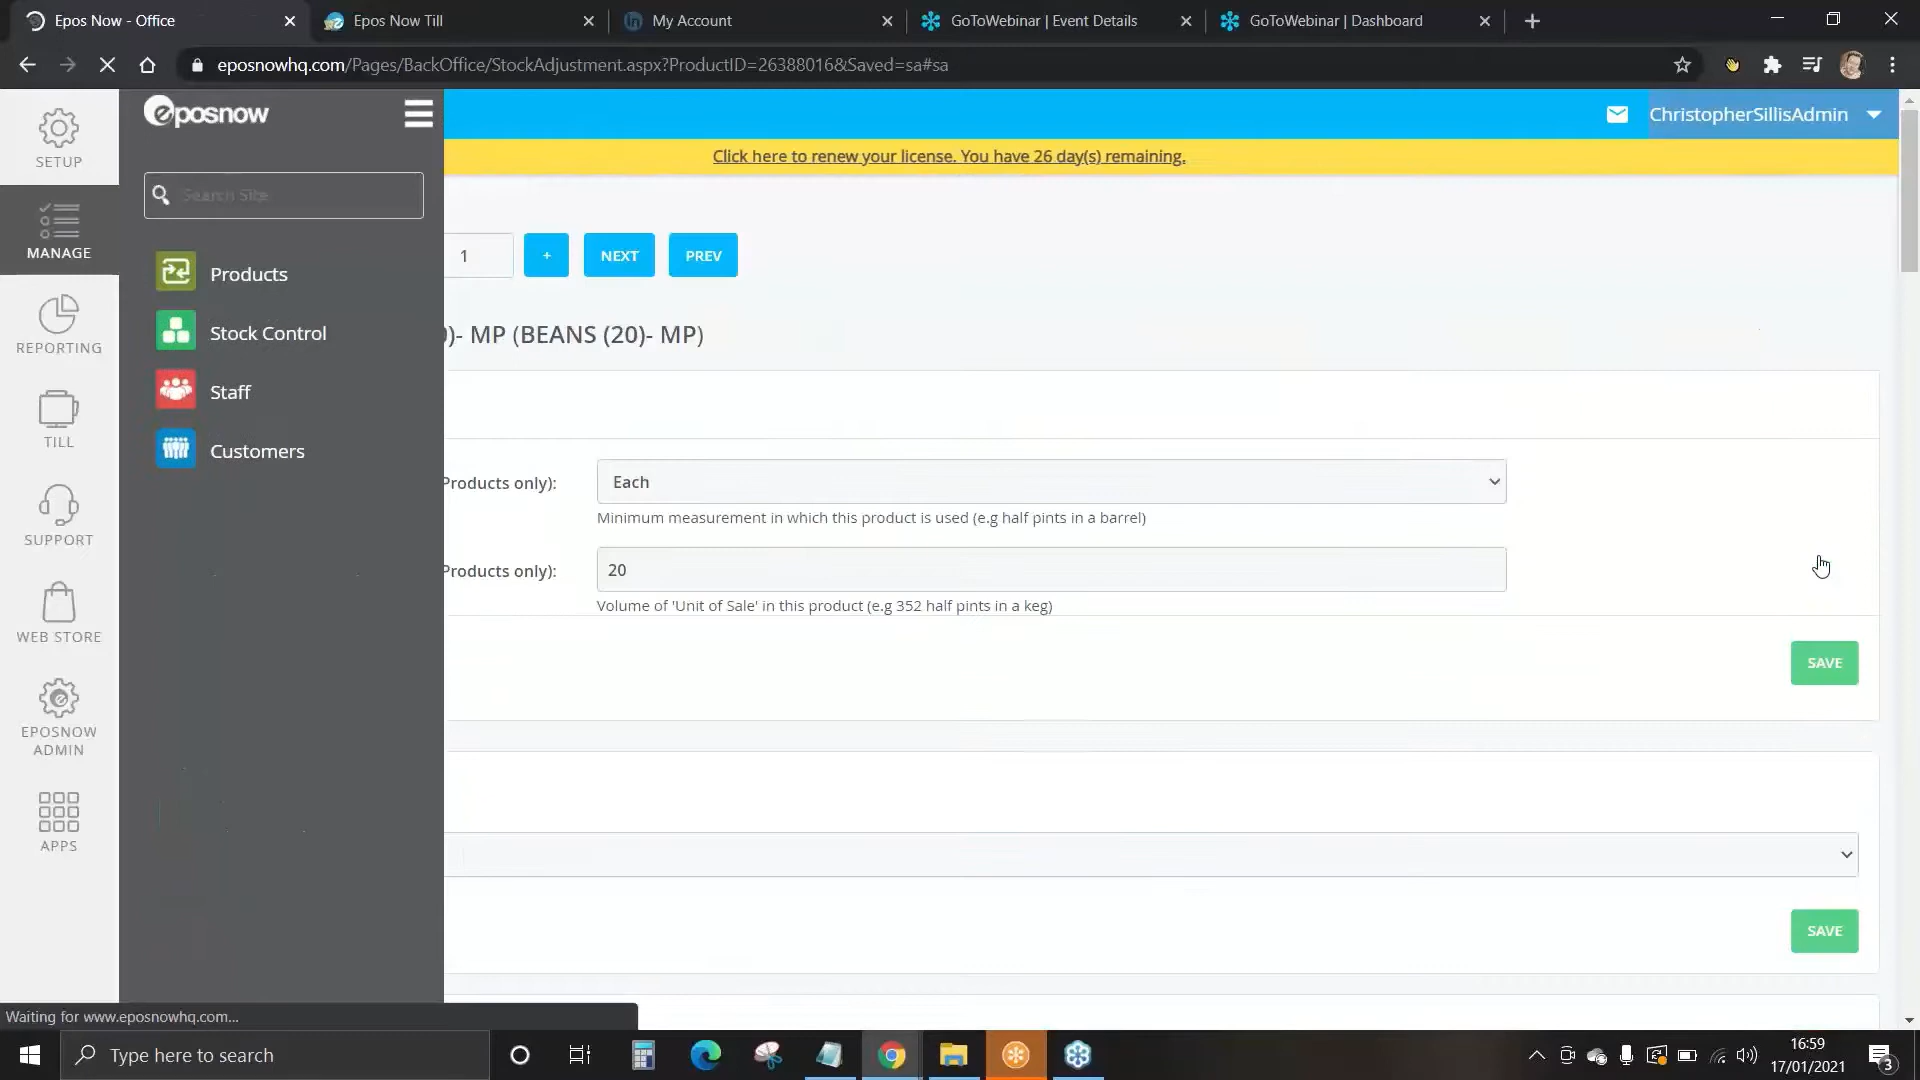 Epos Now - Office
Epos Now Till
My Account
GoToWebinar | Event Details
GoToWebinar | Dashboard
eposnowhq.com/Pages/BackOffice/StockAdjustment.aspx?ProductID=26388016&Saved=sa#sa
SETUP
MANAGE
REPORTING
TILL
SUPPORT
WEB STORE
EPOSNOW
ADMIN
APPS
eposnow
Search Site
Products
Stock Control
Staff
Customers
ChristopherSillisAdmin
Click here to renew your license. You have 26 day(s) remaining.
1
+
NEXT
PREV
)- MP (BEANS (20)- MP)
Products only):
Each
Minimum measurement in which this product is used (e.g half pints in a barrel)
Products only):
20
Volume of 'Unit of Sale' in this product (e.g 352 half pints in a keg)
SAVE
SAVE
Waiting for www.eposnowhq.com...
Type here to search
16:59
17/01/2021
3